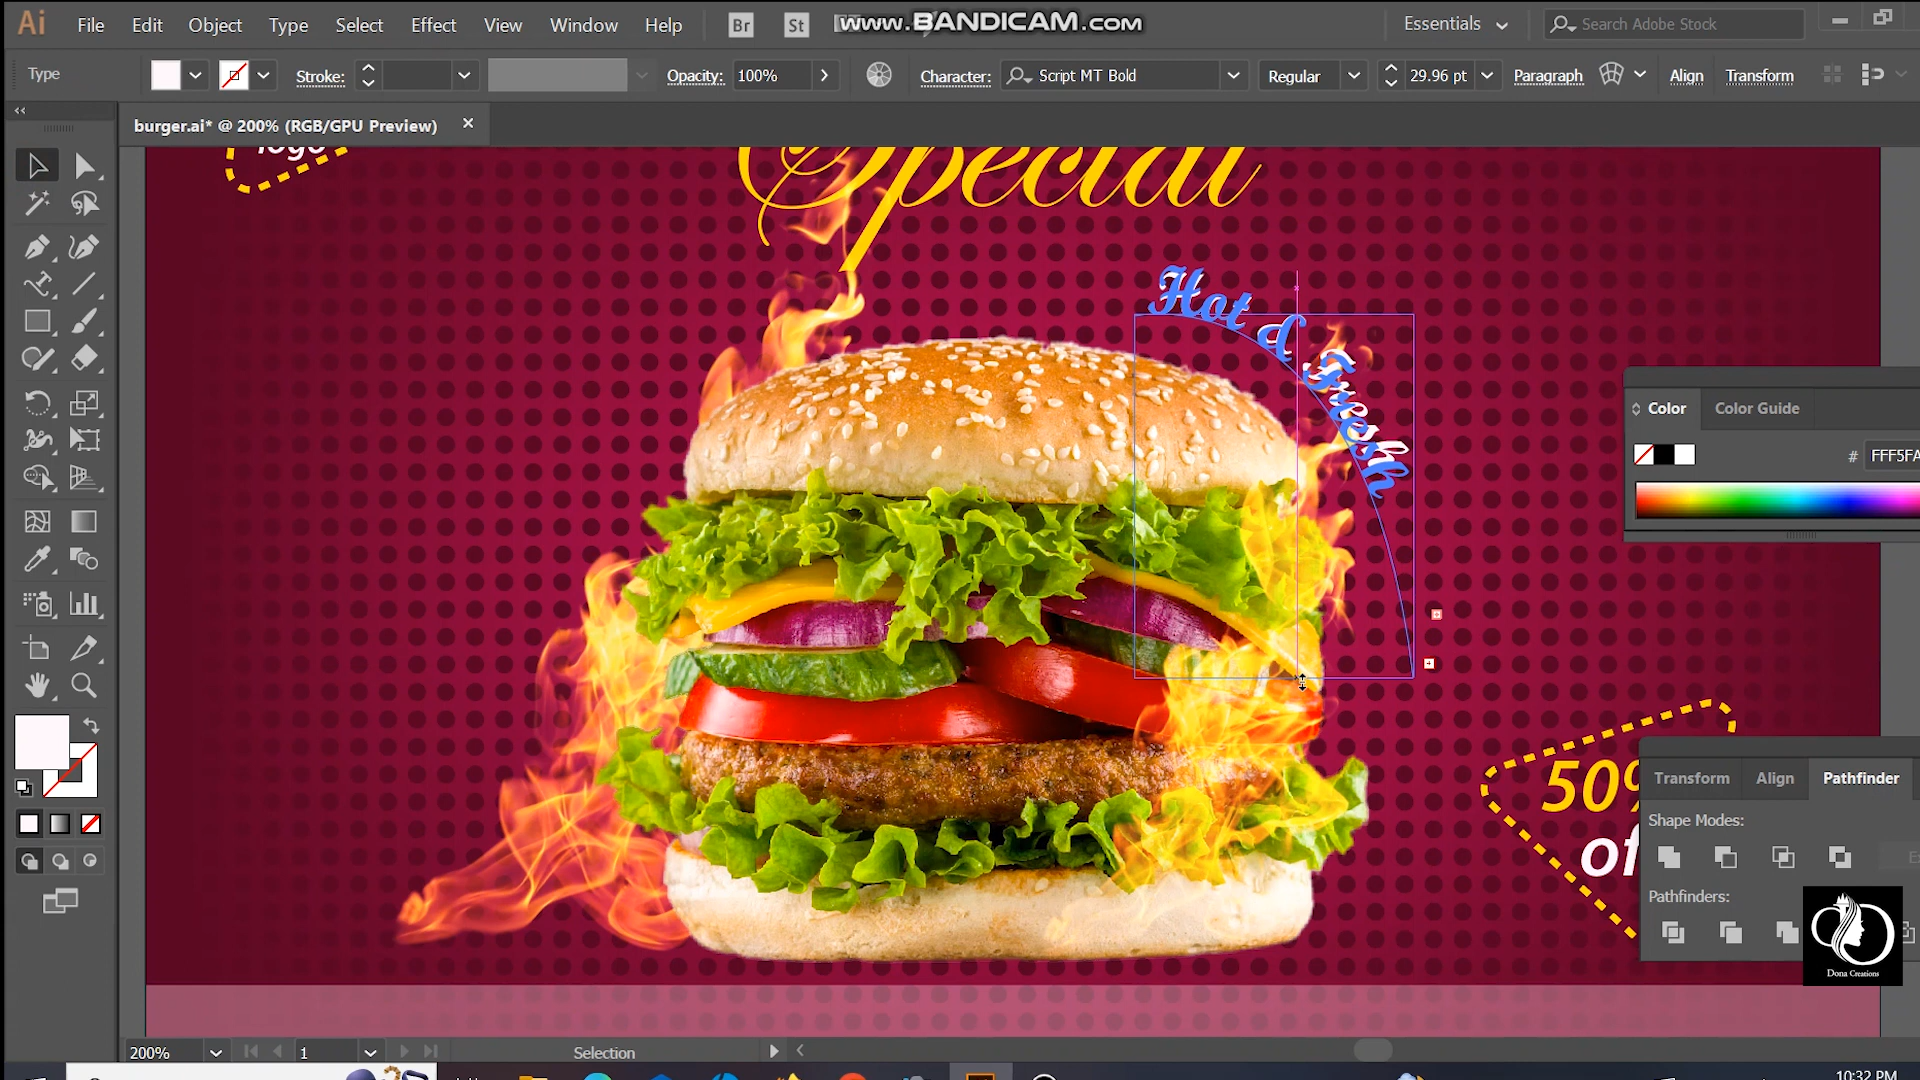 Ai File Edit Object Type Select Effect View Window Help Br St www.BANDICAM.com Essentials Search Adobe Stock
Type Stroke: Opacity: 100% Character: Script MT Bold Regular 29.96 pt Paragraph Align Transform
burger.ai* @ 200% (RGB/GPU Preview)
logo
Special
Hot d Fresh
Color Color Guide
# FFF5FA
50%
of
Transform Align Pathfinder
Shape Modes:
Pathfinders:
Dona Creations
200% 1 Selection
10:32 PM